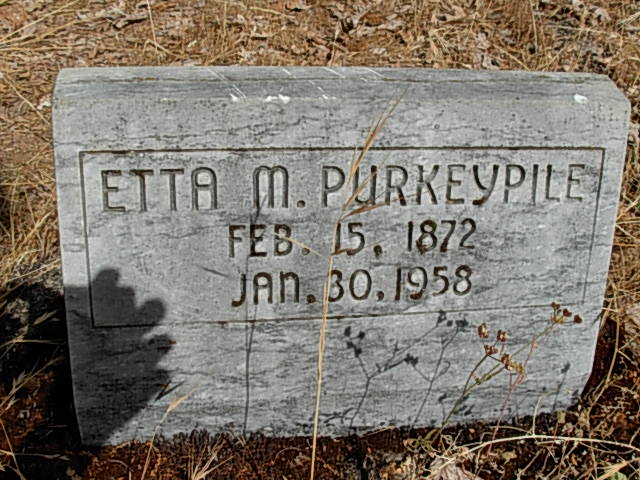 ETTA M. PURKEYPILE
FEB. 15, 1872
JAN. 30, 1958